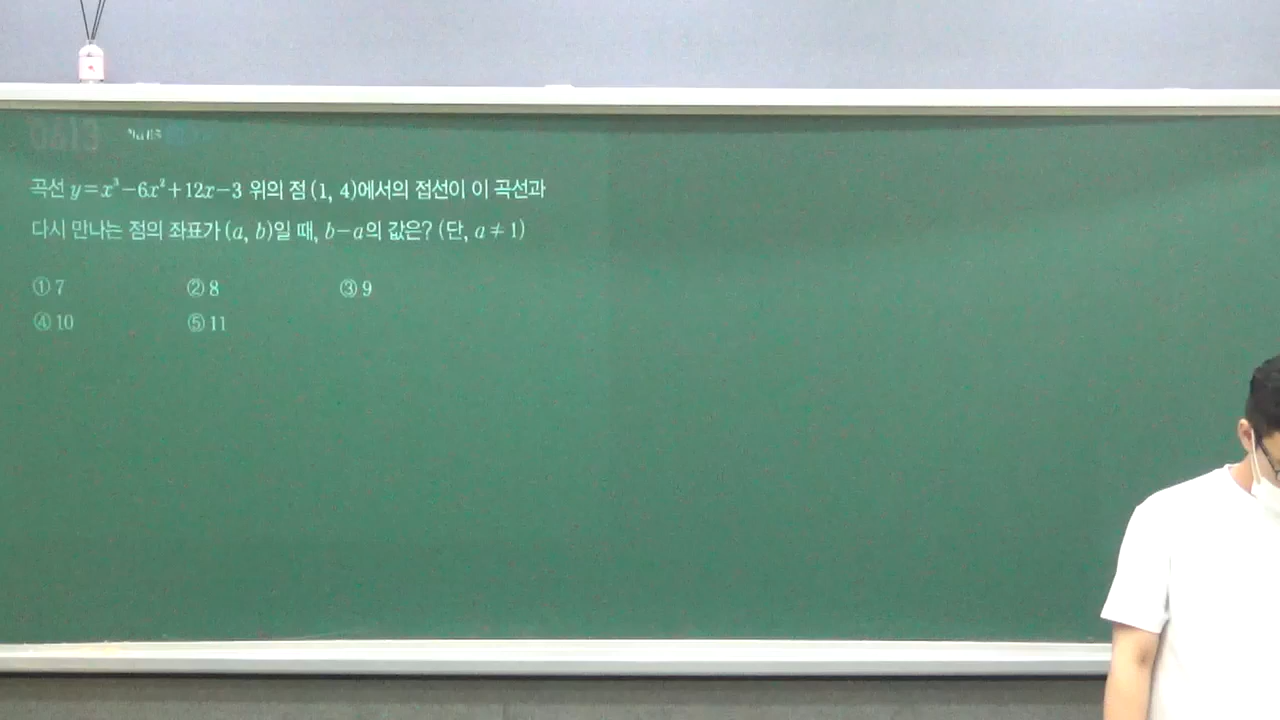 0613
곡선 y=x³-6x²+12x-3 위의 점 (1, 4)에서의 접선이 이 곡선과
다시 만나는 점의 좌표가 (a, b)일 때, b-a의 값은? (단, a≠1)
① 7 ② 8 ③ 9
④ 10 ⑤ 11